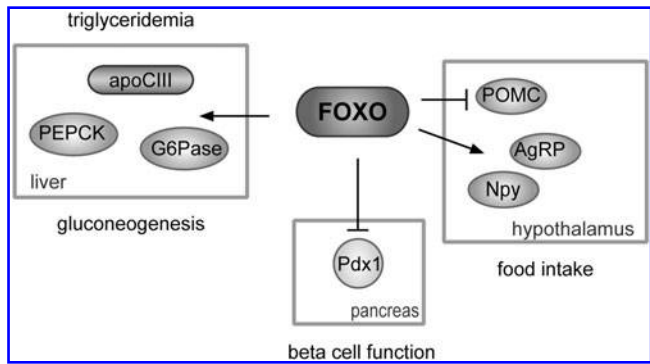 triglyceridemia
apoCIII
PEPCK
G6Pase
liver
gluconeogenesis
FOXO
POMC
AgRP
Npy
hypothalamus
food intake
Pdx1
pancreas
beta cell function